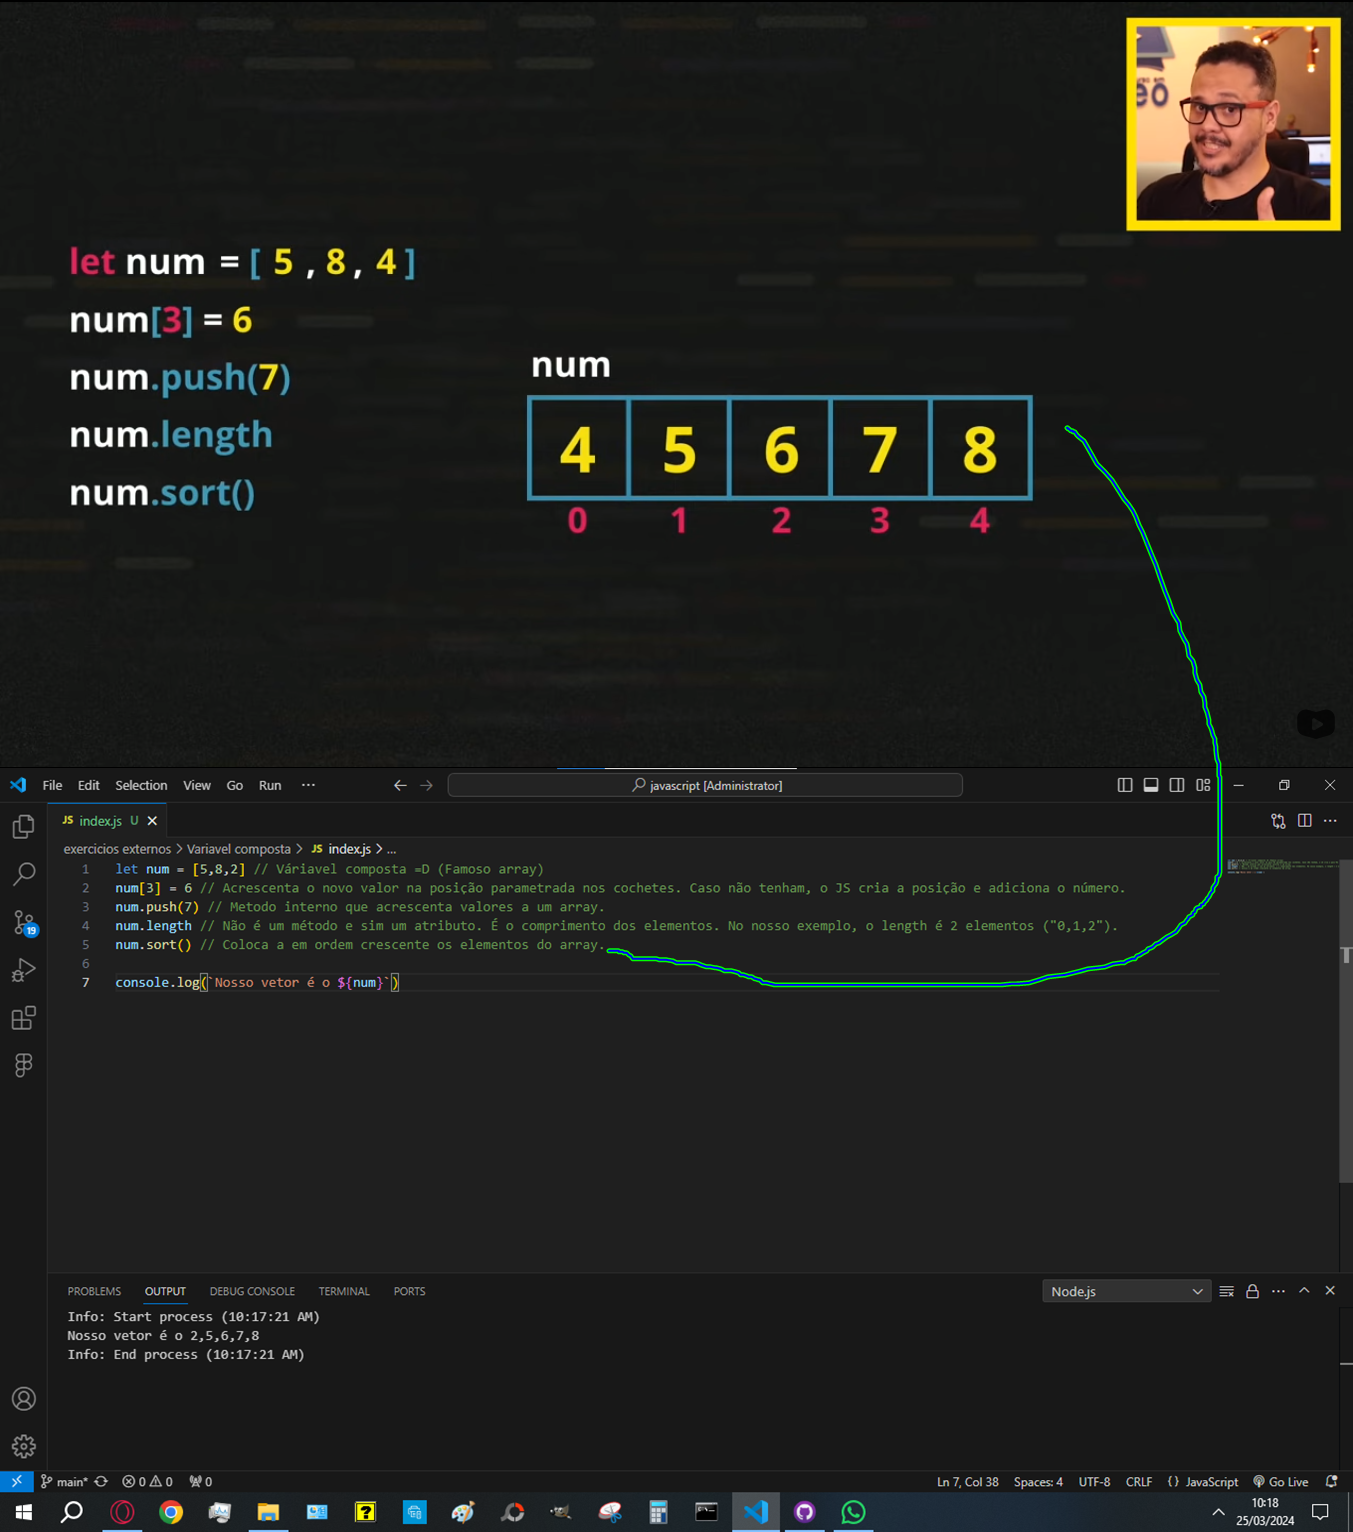 eo
let num = [ 5 , 8 , 4 ]
num[3] = 6
num.push(7)
num.length
num.sort()
num
4 5 6 7 8
0 1 2 3 4
File Edit Selection View Go Run ··· javascript [Administrator]
JS index.js U
exercicios externos > Variavel composta > JS index.js > ...
1 let num = [5,8,2] // Váriavel composta =D (Famoso array)
2 num[3] = 6 // Acrescenta o novo valor na posição parametrada nos cochetes. Caso não tenham, o JS cria a posição e adiciona o número.
3 num.push(7) // Metodo interno que acrescenta valores a um array.
4 num.length // Não é um método e sim um atributo. É o comprimento dos elementos. No nosso exemplo, o length é 2 elementos ("0,1,2").
5 num.sort() // Coloca a em ordem crescente os elementos do array.
6
7 console.log(`Nosso vetor é o ${num}`)
19
PROBLEMS OUTPUT DEBUG CONSOLE TERMINAL PORTS Node.js
Info: Start process (10:17:21 AM)
Nosso vetor é o 2,5,6,7,8
Info: End process (10:17:21 AM)
main* 0 0 0 Ln 7, Col 38 Spaces: 4 UTF-8 CRLF {} JavaScript Go Live
10:18
25/03/2024